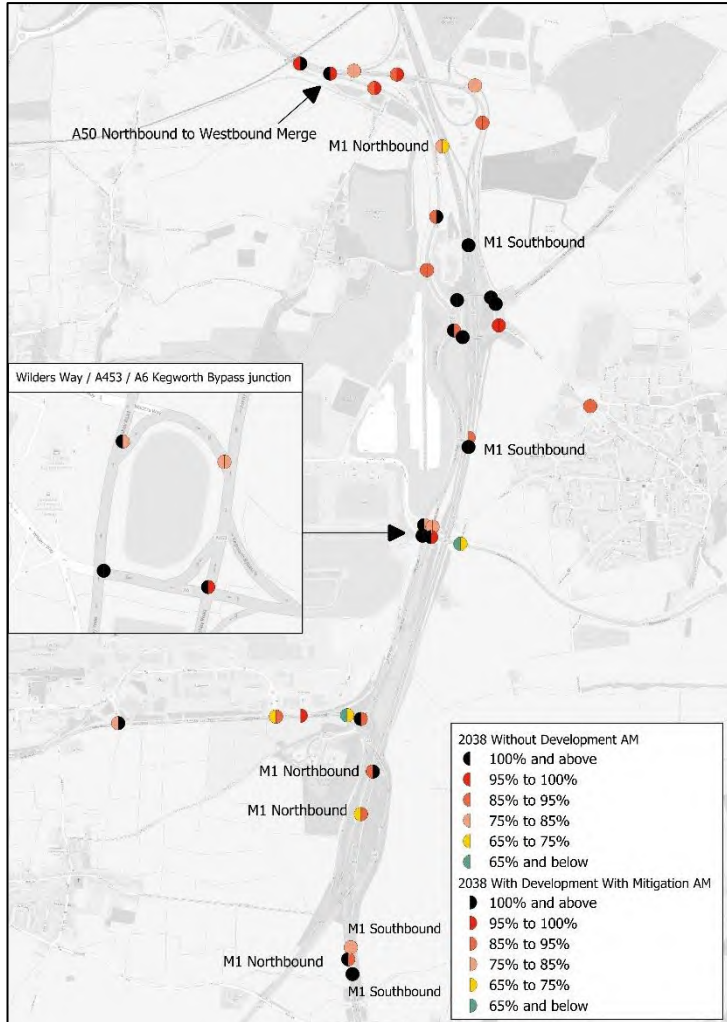 A50 Northbound to Westbound Merge
M1 Northbound
M1 Southbound
Wilders Way / A453 / A6 Kegworth Bypass junction
M1 Southbound
M1 Northbound
M1 Northbound
M1 Southbound
M1 Northbound
M1 Southbound
2038 Without Development AM
100% and above
95% to 100%
85% to 95%
75% to 85%
65% to 75%
65% and below
2038 With Development With Mitigation AM
100% and above
95% to 100%
85% to 95%
75% to 85%
65% to 75%
65% and below